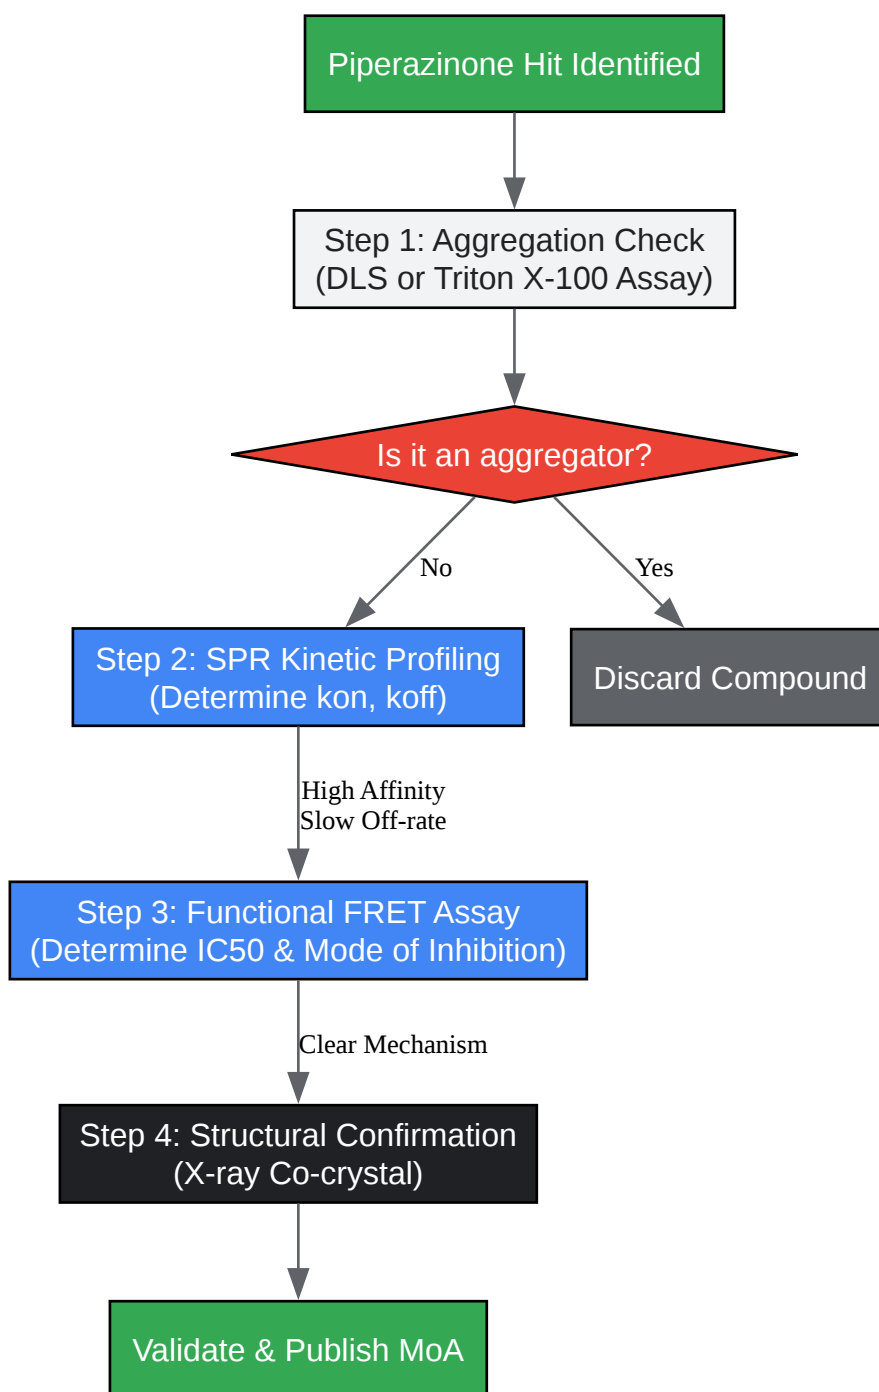 Piperazinone Hit Identified
Step 1: Aggregation Check
(DLS or Triton X-100 Assay)
Is it an aggregator?
No
Yes
Step 2: SPR Kinetic Profiling
(Determine kon, koff)
Discard Compound
High Affinity
Slow Off-rate
Step 3: Functional FRET Assay
(Determine IC50 & Mode of Inhibition)
Clear Mechanism
Step 4: Structural Confirmation
(X-ray Co-crystal)
Validate & Publish MoA